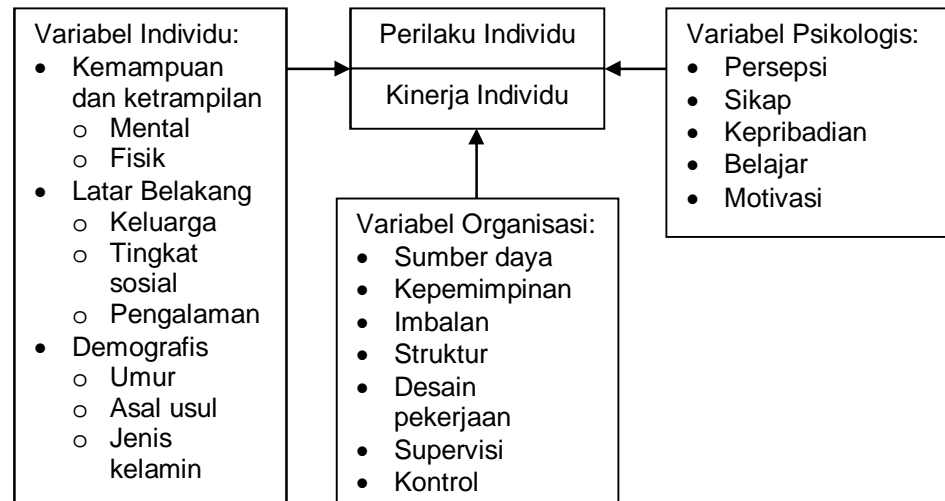 Variabel Individu:
• Kemampuan
dan ketrampilan
o Mental
o Fisik
• Latar Belakang
o Keluarga
o Tingkat
sosial
o Pengalaman
• Demografis
o Umur
o Asal usul
o Jenis
kelamin
Perilaku Individu
Kinerja Individu
Variabel Organisasi:
• Sumber daya
• Kepemimpinan
• Imbalan
• Struktur
• Desain
pekerjaan
• Supervisi
• Kontrol
Variabel Psikologis:
• Persepsi
• Sikap
• Kepribadian
• Belajar
• Motivasi